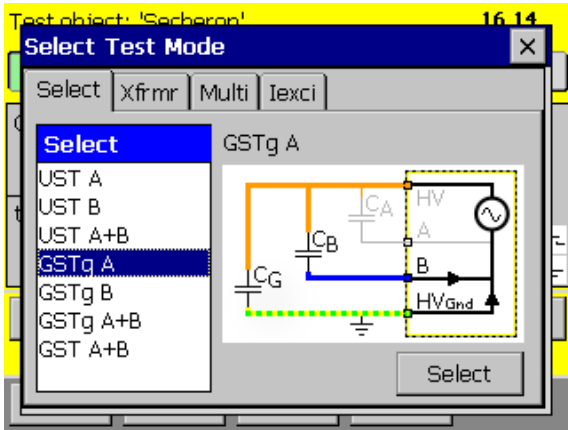 Test object: 'Secheron'
16 14
Select Test Mode
Select
Xfrmr
Multi
Iexci
Select
UST A
UST B
UST A+B
GSTg A
GSTg B
GSTg A+B
GST A+B
GSTg A
CA
HV
A
CB
B
CG
HVGnd
Select